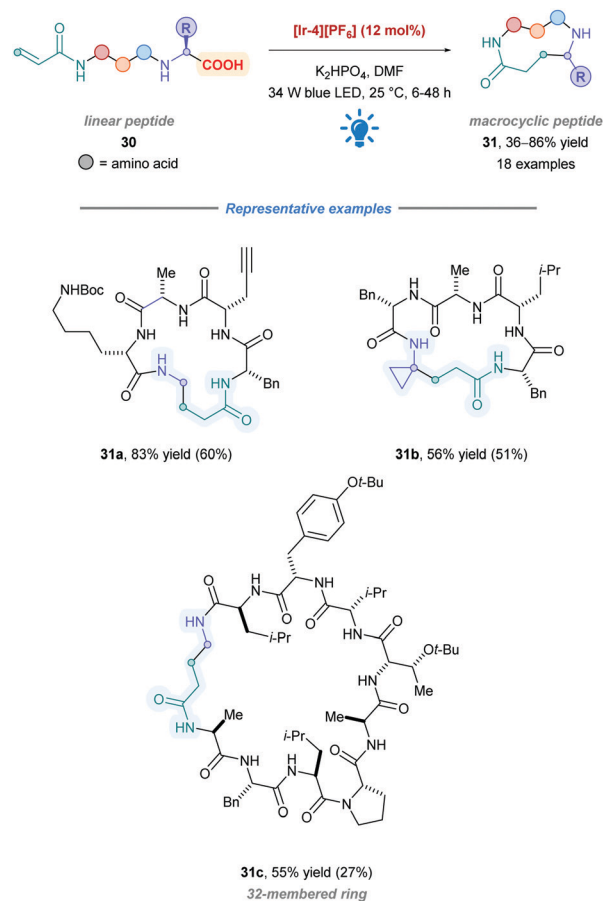 [Ir-4][PF6] (12 mol%)
K2HPO4, DMF
34 W blue LED, 25 °C, 6-48 h
O
N
H
H
N
R
COOH
linear peptide
30
= amino acid
HN
O
NH
R
macrocyclic peptide
31, 36–86% yield
18 examples
Representative examples
NHBoc
Me
O
O
N
H
NH
O
NH
O
HN
O
N
H
Bn
31a, 83% yield (60%)
Bn
H
N
O
Me
O
N
H
i-Pr
O
NH
NH
O
H
N
O
Bn
31b, 56% yield (51%)
Ot-Bu
O
H
N
O
H
N
O
i-Pr
HN
i-Pr
NH
O
Ot-Bu
Me
HN
O
O
HN
Me
Me
NH
O
H
N
O
H
N
i-Pr
O
N
O
Bn
31c, 55% yield (27%)
32-membered ring